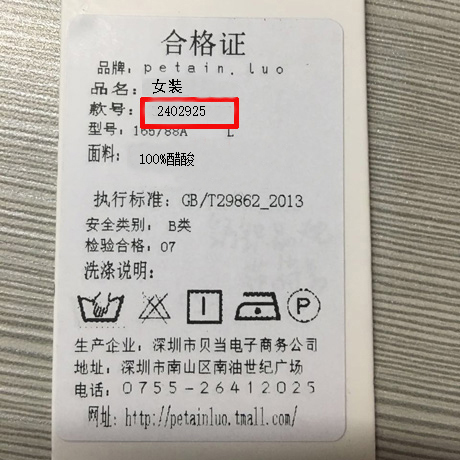 合格证
品牌: petain.luo
品名: 女装
款号: 2402925
型号: 165/88A L
面料: 100%醋酸
执行标准: GB/T29862_2013
安全类别: B类
检验合格: 07
洗涤说明:
P
生产企业: 深圳市贝当电子商务公司
地址: 深圳市南山区南油世纪广场
电话: 0755-26412025
网址: http://petainluo.tmall.com/